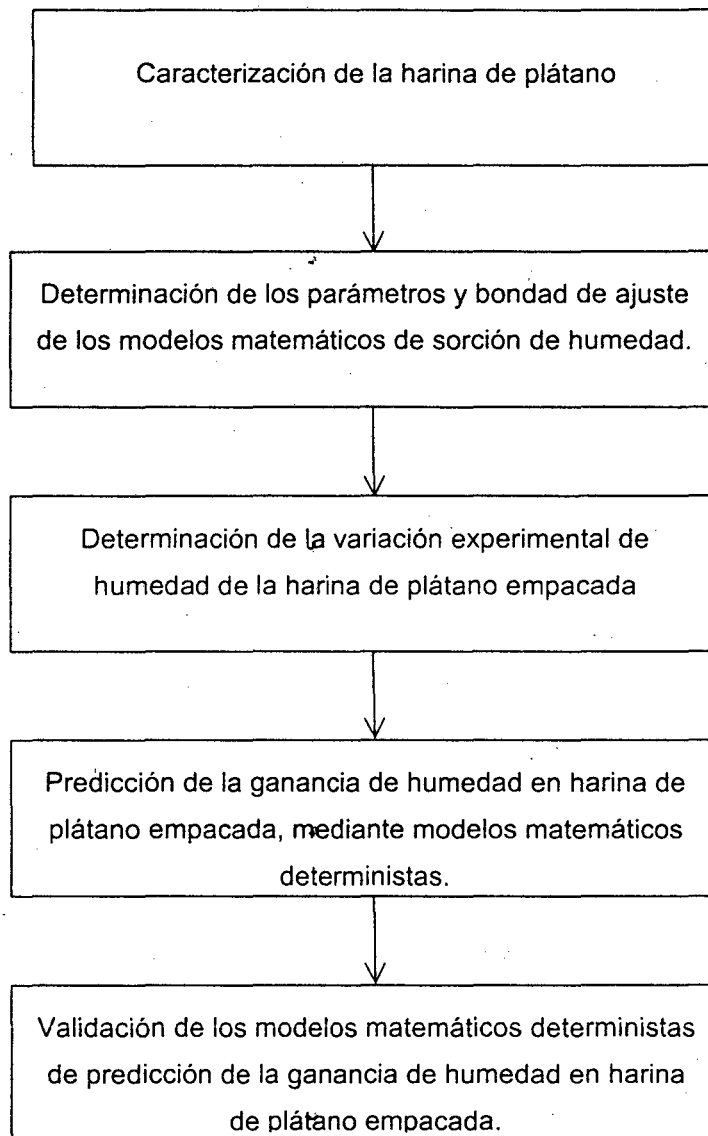 Caracterización de la harina de plátano
Determinación de los parámetros y bondad de ajuste
de los modelos matemáticos de sorción de humedad.
Determinación de la variación experimental de
humedad de la harina de plátano empacada
Predicción de la ganancia de humedad en harina de
plátano empacada, mediante modelos matemáticos
deterministas.
Validación de los modelos matemáticos deterministas
de predicción de la ganancia de humedad en harina
de plátano empacada.